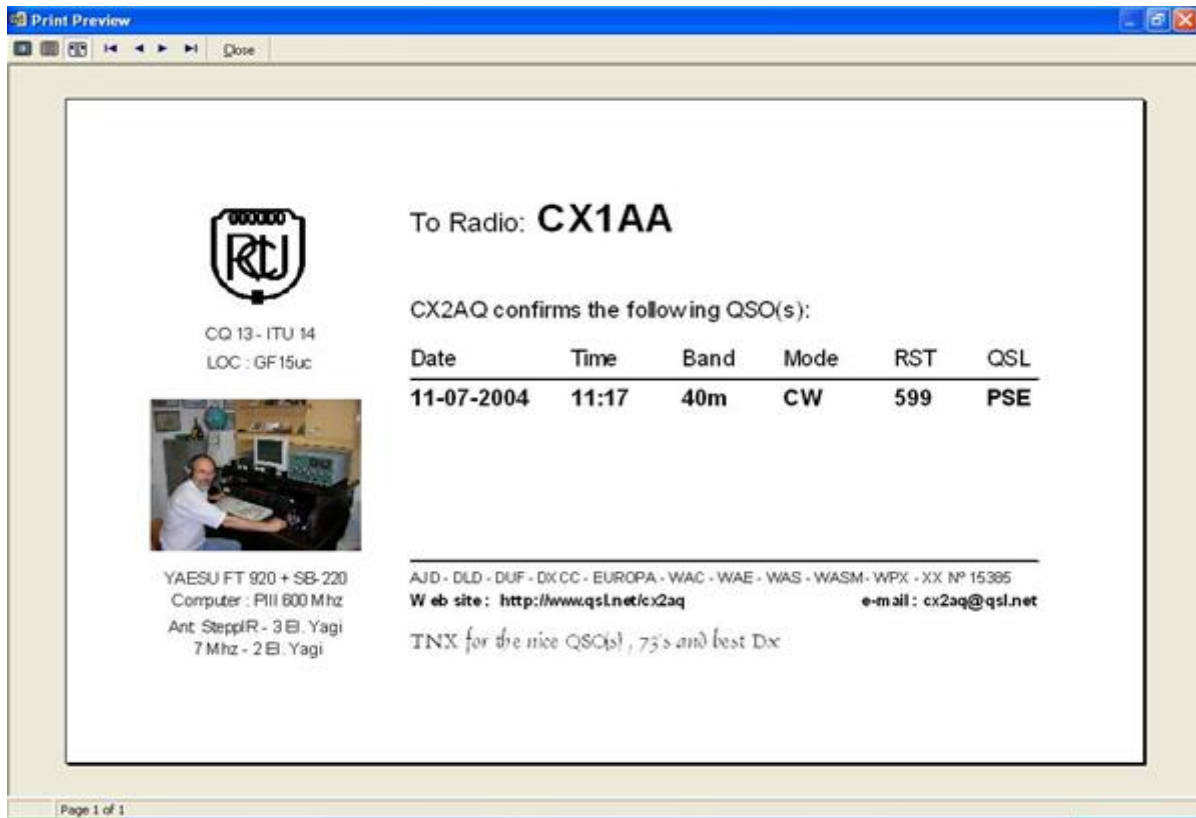 Print Preview
Close
RCU
To Radio: CX1AA
CX2AQ confirms the following QSO(s):
CQ 13 - ITU 14
LOC : GF15uc
Date Time Band Mode RST QSL
11-07-2004 11:17 40m CW 599 PSE
YAESU FT 920 + SB-220
Computer : PIII 600 Mhz
Ant SteppIR - 3 El. Yagi
7 Mhz - 2 El. Yagi
AJD - DLD - DUF - DXCC - EUROPA - WAC - WAE - WAS - WASM - WPX - XX Nº 15385
Web site : http://www.qsl.net/cx2aq e-mail : cx2aq@qsl.net
TNX for the nice QSO(s) , 73's and best Dx
Page 1 of 1